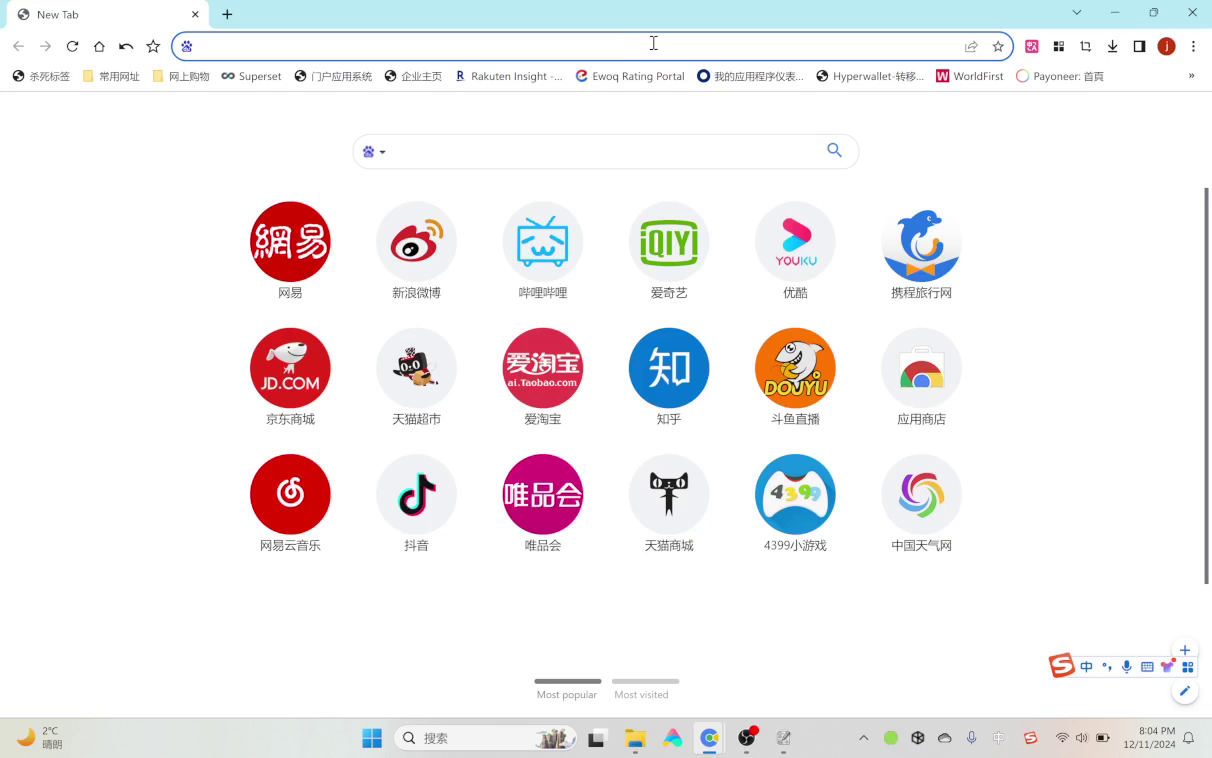 New Tab
杀死标签 常用网址 网上购物 Superset 门户应用系统 企业主页 Rakuten Insight -... Ewoq Rating Portal 我的应用程序仪表... Hyperwallet-转移... WorldFirst Payoneer: 首頁 »
網易 iQIYI YOUKU
网易 新浪微博 哔哩哔哩 爱奇艺 优酷 携程旅行网
JD.COM 爱淘宝 ai.Taobao.com 知 DOUYU
京东商城 天猫超市 爱淘宝 知乎 斗鱼直播 应用商店
唯品会 4399
网易云音乐 抖音 唯品会 天猫商城 4399小游戏 中国天气网
中
Most popular Most visited
2°C
晴朗
搜索
中
8:04 PM
12/11/2024